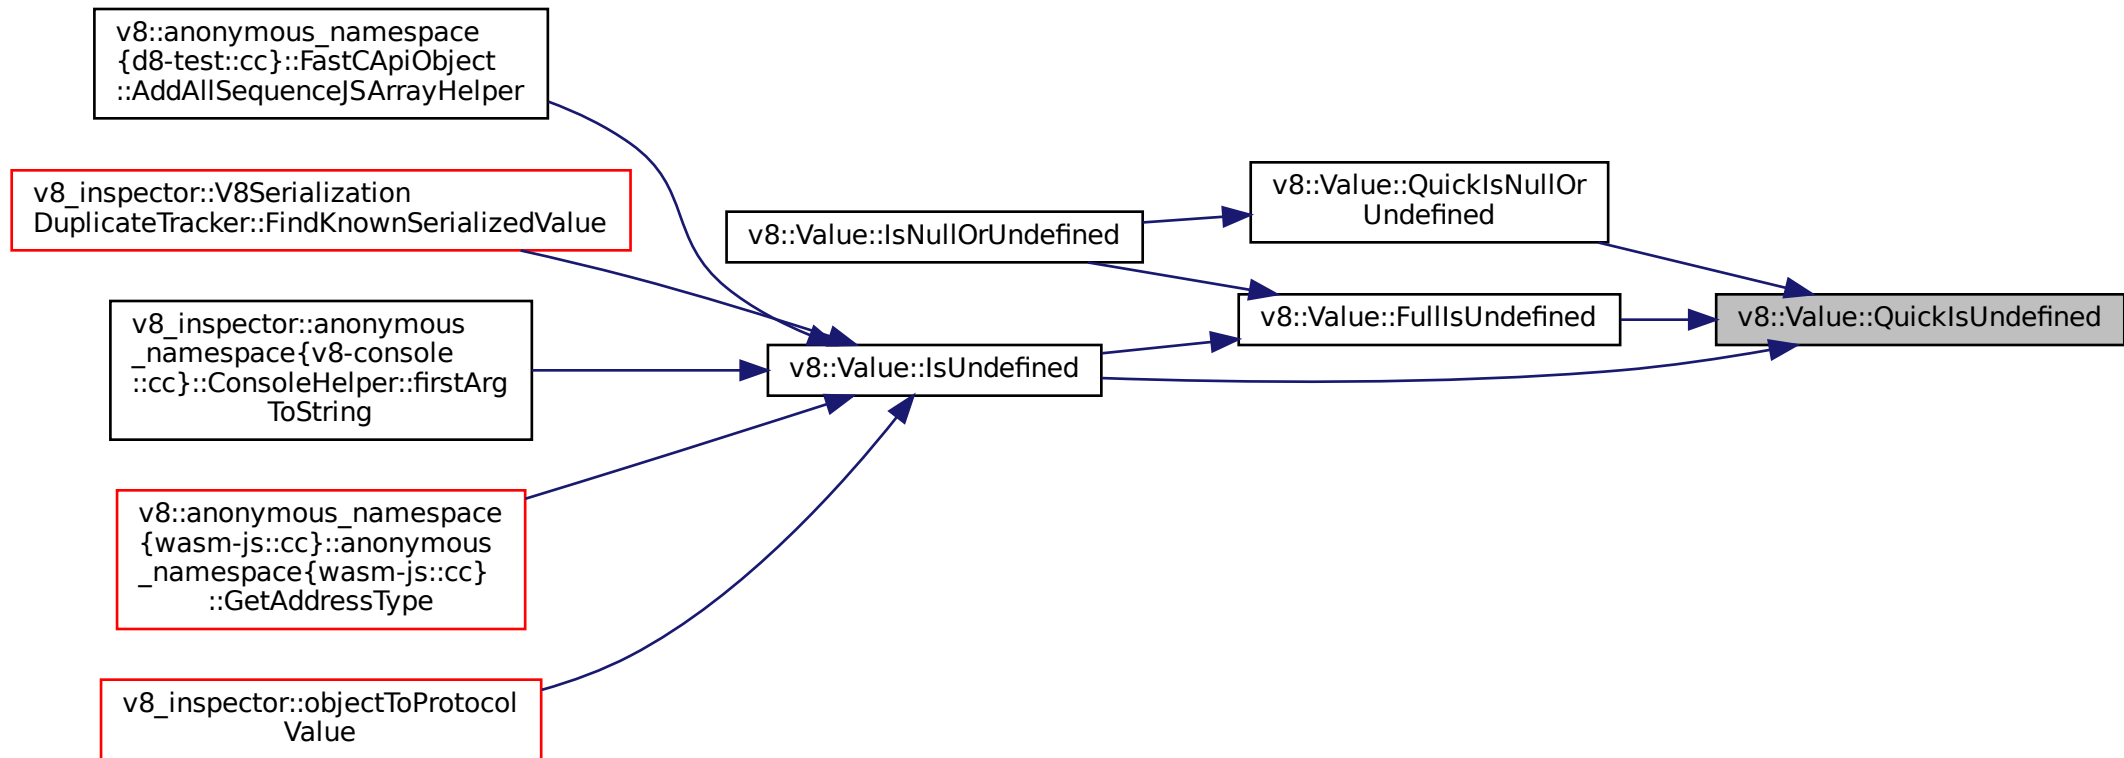 v8::anonymous_namespace
{d8-test::cc}::FastCApiObject
::AddAllSequenceJSArrayHelper
v8_inspector::V8Serialization
DuplicateTracker::FindKnownSerializedValue
v8_inspector::anonymous
_namespace{v8-console
::cc}::ConsoleHelper::firstArg
ToString
v8::anonymous_namespace
{wasm-js::cc}::anonymous
_namespace{wasm-js::cc}
::GetAddressType
v8_inspector::objectToProtocol
Value
v8::Value::IsNullOrUndefined
v8::Value::IsUndefined
v8::Value::QuickIsNullOr
Undefined
v8::Value::FullIsUndefined
v8::Value::QuickIsUndefined